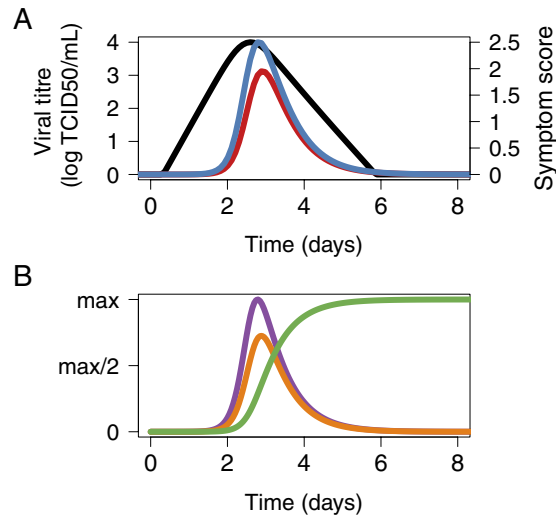 A
Viral titre
(log TCID50/mL)
4
3
2
1
0
2.5
2
1.5
1
0.5
0
Symptom score
0 2 4 6 8
Time (days)
B
max
max/2
0
0 2 4 6 8
Time (days)